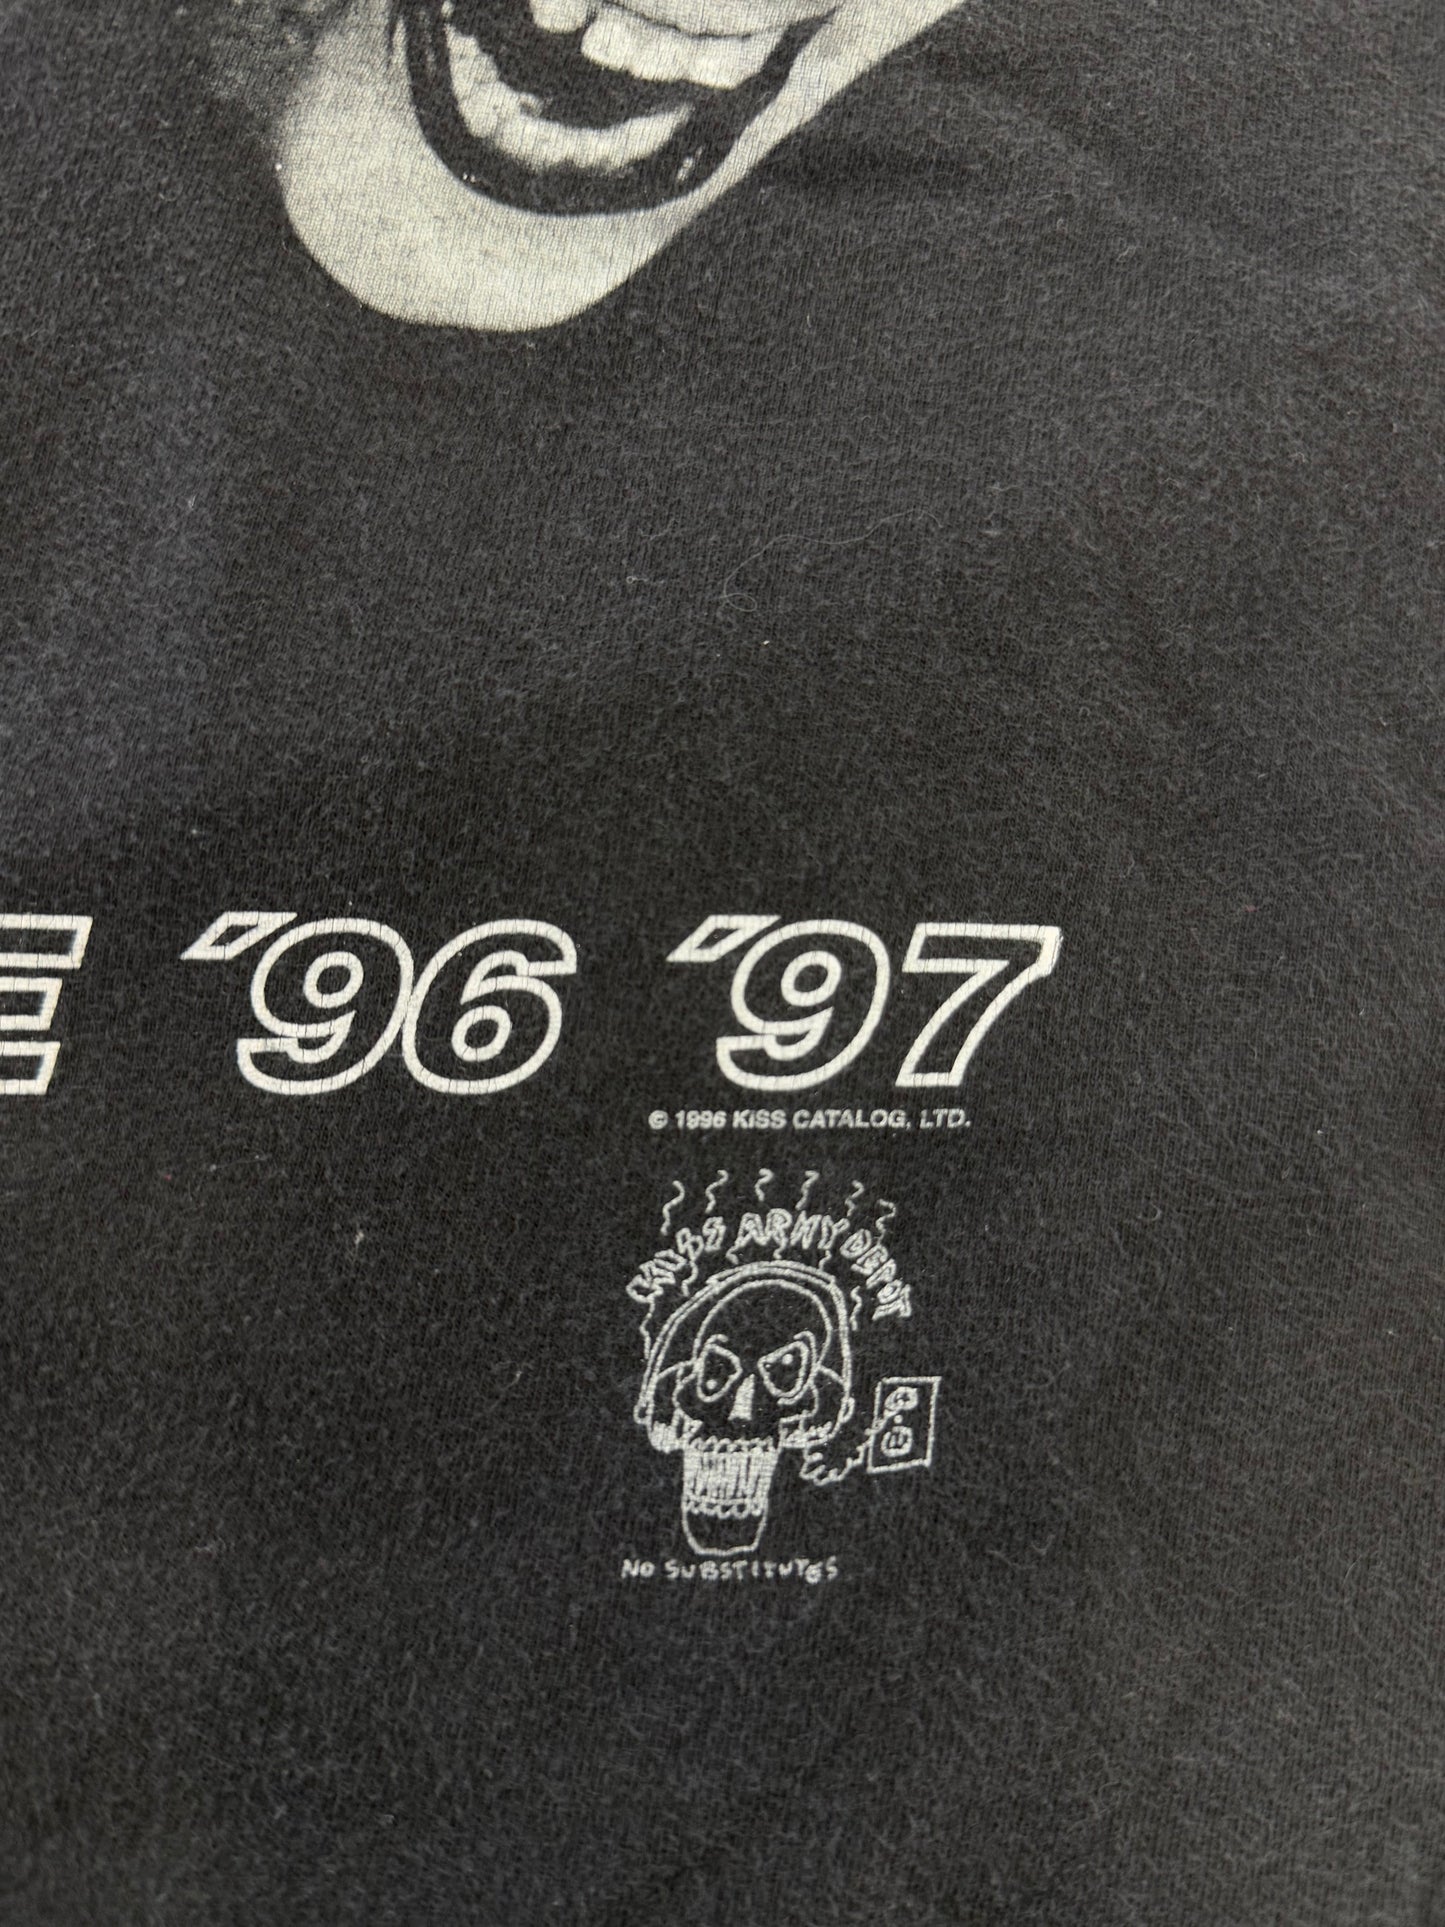 E '96 '97
© 1996 KISS CATALOG, LTD.
KISS ARMY DEPOT
NO SUBSTITUTES